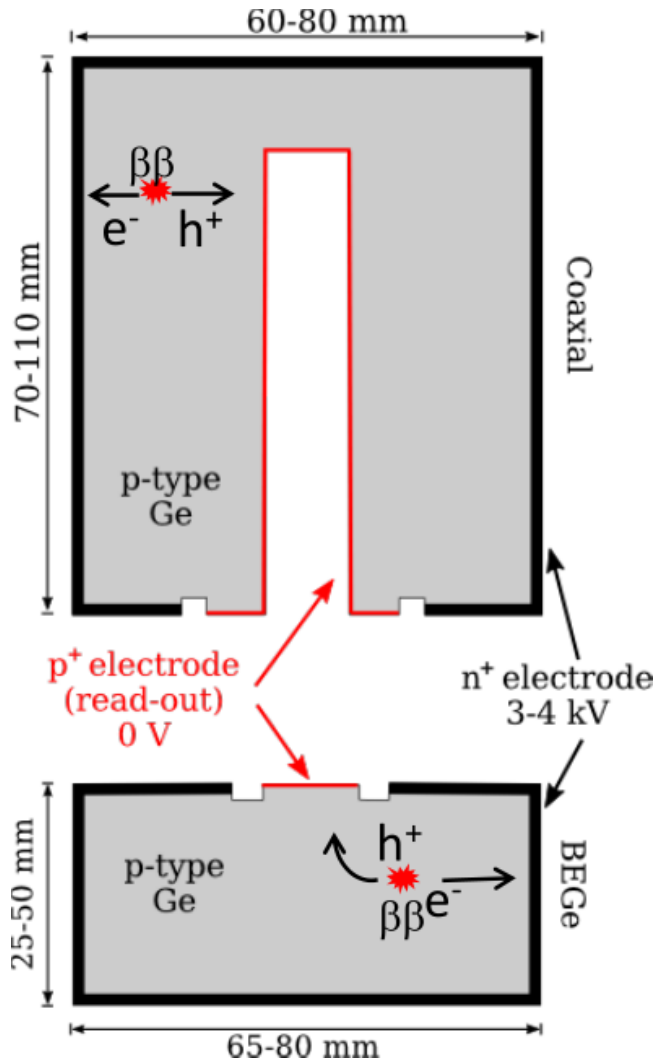 60-80 mm
ββ
e⁻ h⁺
70-110 mm
Coaxial
p-type
Ge
p⁺ electrode
(read-out)
0 V
n⁺ electrode
3-4 kV
25-50 mm
p-type
Ge
h⁺
ββ e⁻
BEGe
65-80 mm